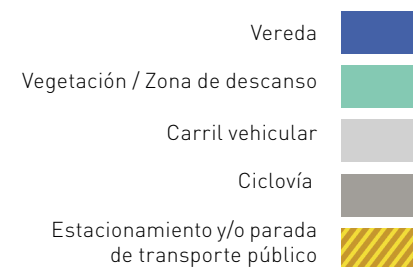 Vereda
Vegetación / Zona de descanso
Carril vehicular
Ciclovía
Estacionamiento y/o parada
de transporte público